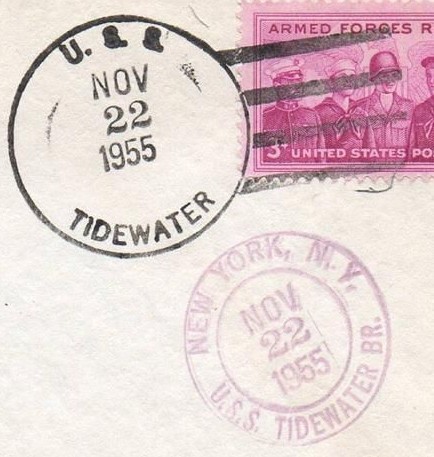 U. S S
NOV
22
1955
TIDEWATER
ARMED FORCES R
3¢ UNITED STATES PO
NEW YORK, N.Y.
NOV
22
1955
U.S.S. TIDEWATER BR.